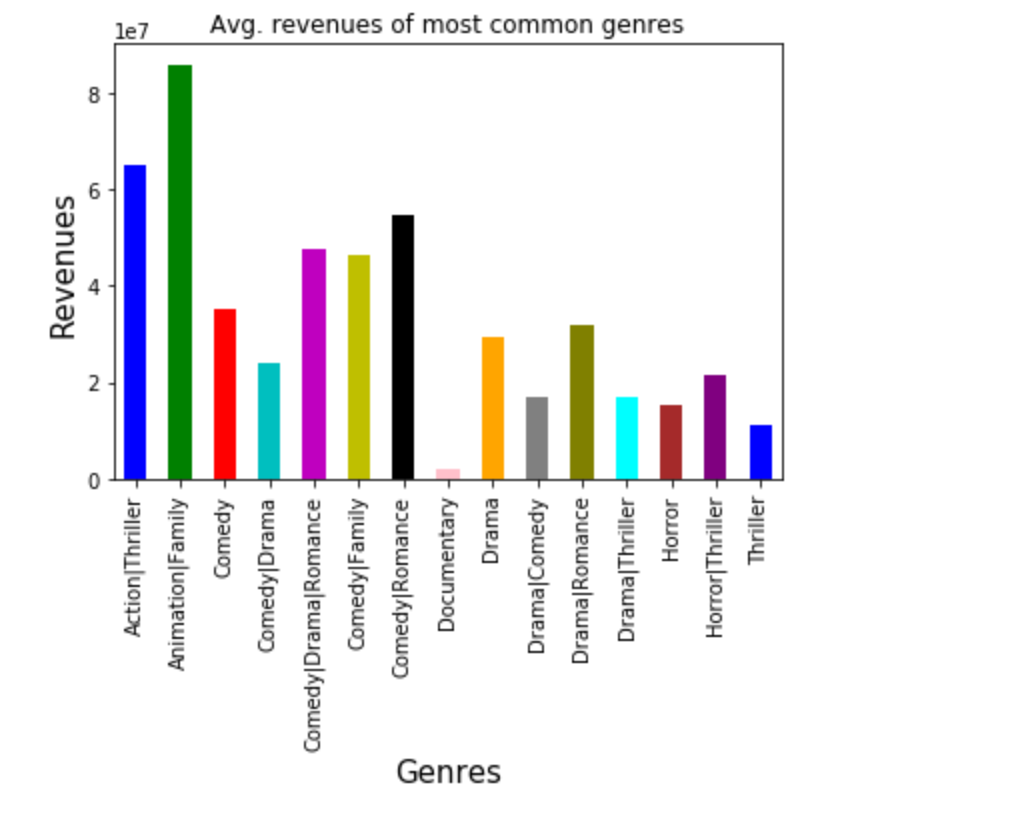 Avg. revenues of most common genres
1e7
8
6
4
2
0
Revenues
Action|Thriller
Animation|Family
Comedy
Comedy|Drama
Comedy|Drama|Romance
Comedy|Family
Comedy|Romance
Documentary
Drama
Drama|Comedy
Drama|Romance
Drama|Thriller
Horror
Horror|Thriller
Thriller
Genres